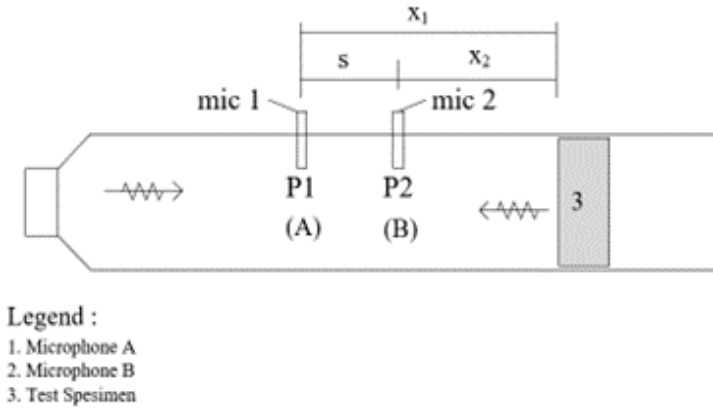 x₁
s x₂
mic 1 mic 2
P1 P2
(A) (B)
3
Legend :
1. Microphone A
2. Microphone B
3. Test Spesimen